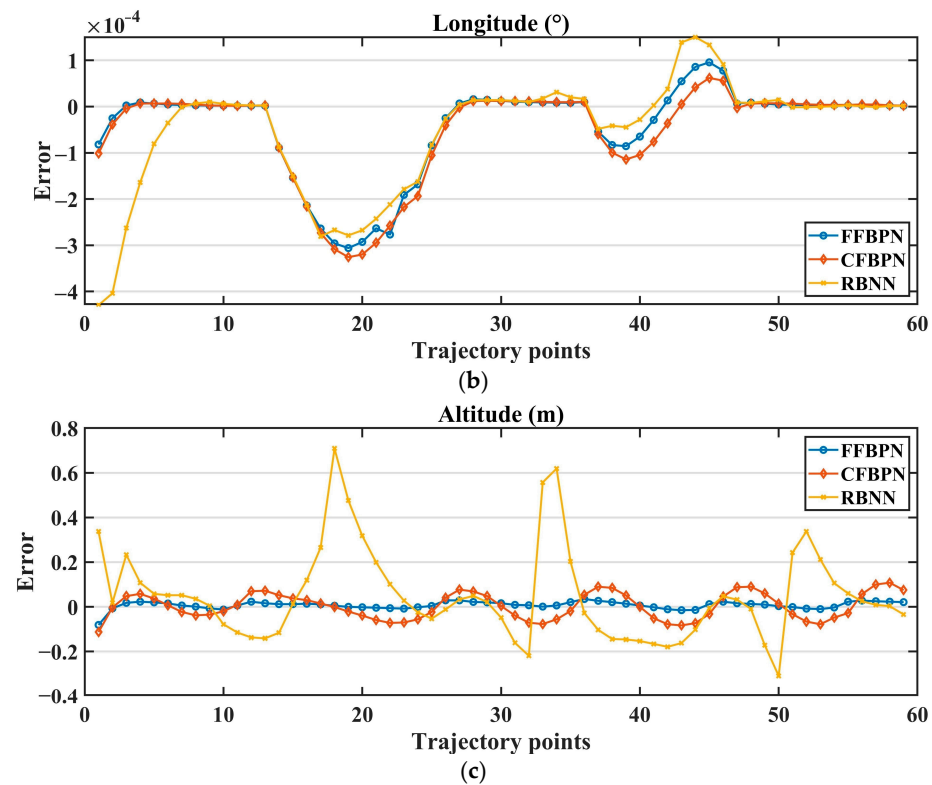 ×10⁻⁴
Longitude (°)
1
0
−1
−2
−3
−4
Error
FFBPN
CFBPN
RBNN
0 10 20 30 40 50 60
Trajectory points
(b)
Altitude (m)
0.8
0.6
0.4
0.2
0
−0.2
−0.4
Error
FFBPN
CFBPN
RBNN
0 10 20 30 40 50 60
Trajectory points
(c)